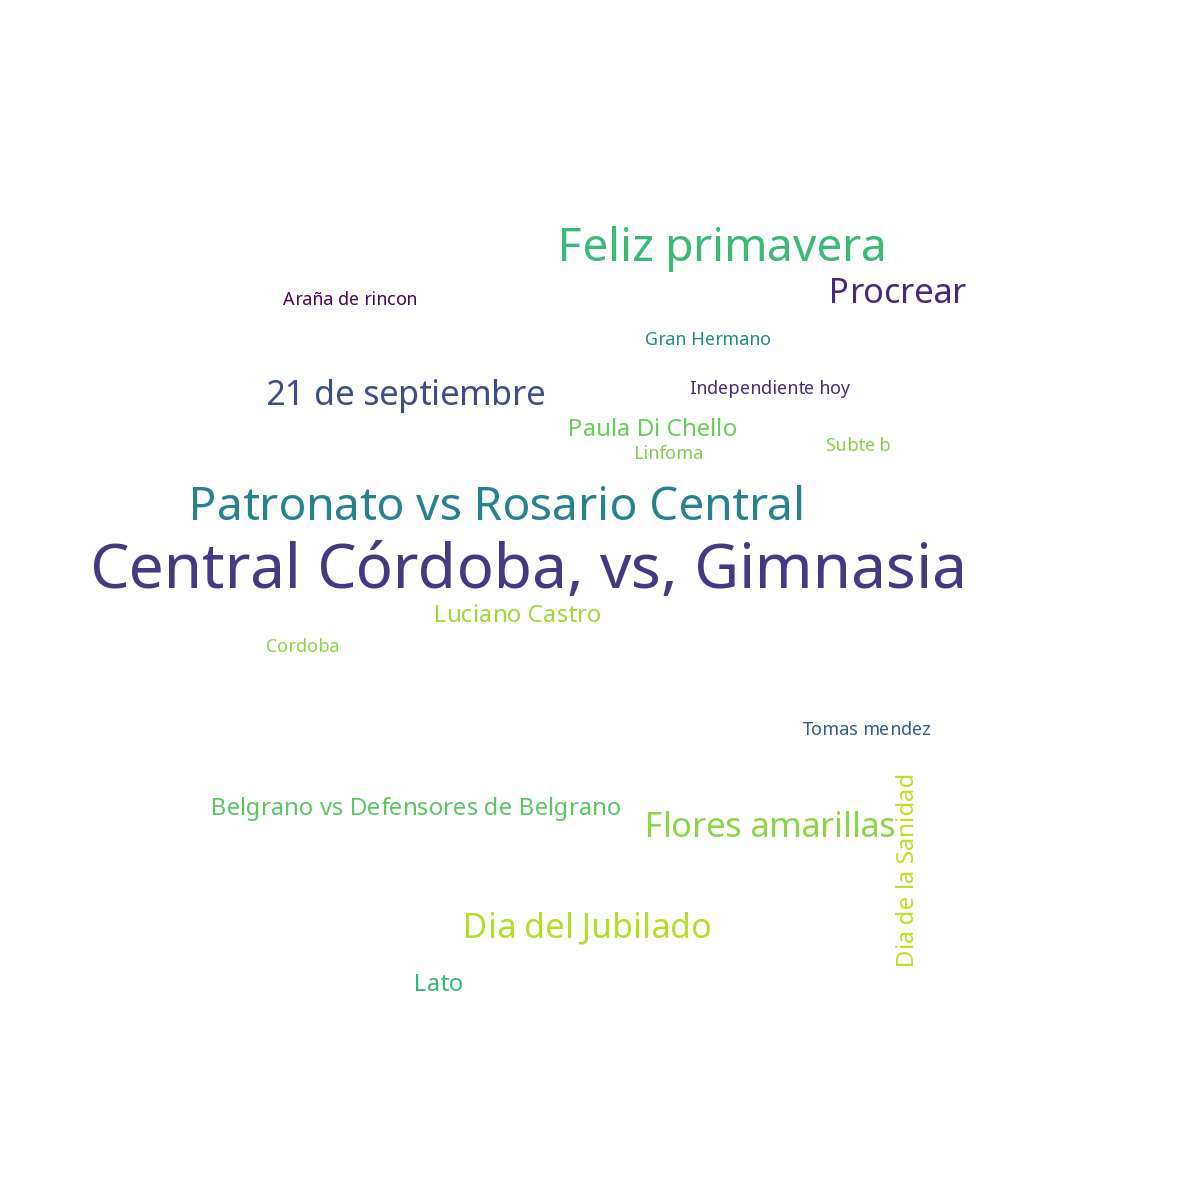 Feliz primavera
Procrear
Araña de rincon
Gran Hermano
21 de septiembre
Independiente hoy
Paula Di Chello
Subte b
Linfoma
Patronato vs Rosario Central
Central Córdoba, vs, Gimnasia
Luciano Castro
Cordoba
Tomas mendez
Belgrano vs Defensores de Belgrano
Flores amarillas
Dia de la Sanidad
Dia del Jubilado
Lato